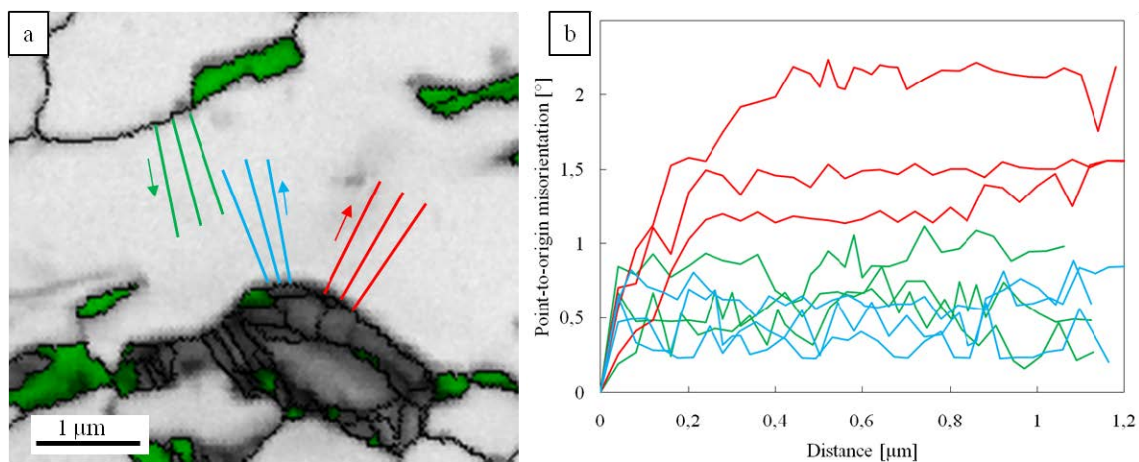 a
1 µm
b
Point-to-origin misorientation [°]
2
1,5
1
0,5
0
0 0,2 0,4 0,6 0,8 1 1,2
Distance [µm]